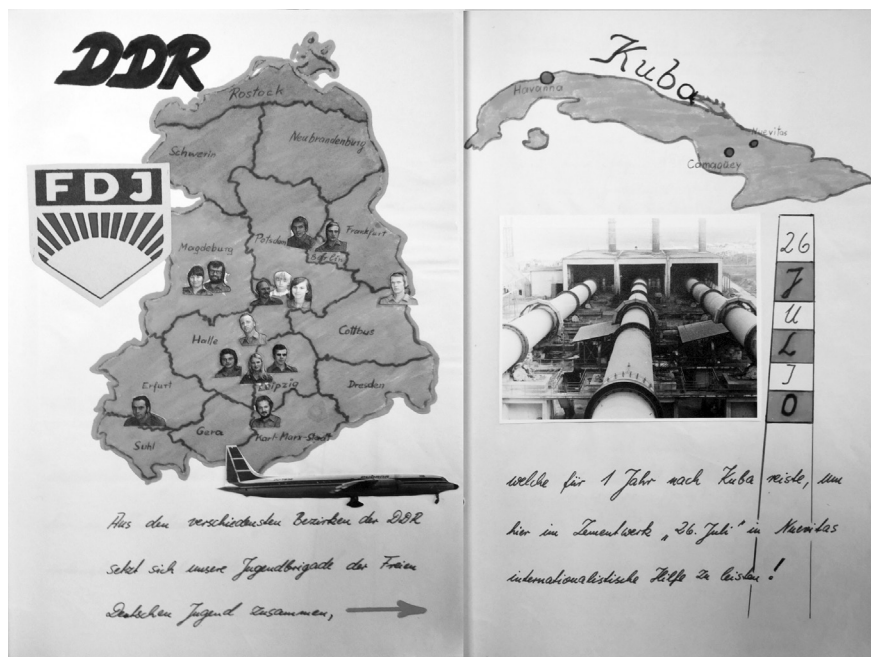 DDR
Rostock
Schwerin
Neubrandenburg
FDJ
Magdeburg
Potsdam
Frankfurt
Berlin
Halle
Cottbus
Leipzig
Dresden
Erfurt
Gera
Karl-Marx-Stadt
Suhl
Aus den verschiedensten Bezirken der DDR
setzt sich unsere Jugendbrigade der Freien
Deutschen Jugend zusammen,
Kuba
Havanna
Nuevitas
Camagüey
26
J
U
L
I
O
welche für 1 Jahr nach Kuba reiste, um
hier im Zementwerk „26. Juli" in Nuevitas
internationalistische Hilfe zu leisten!